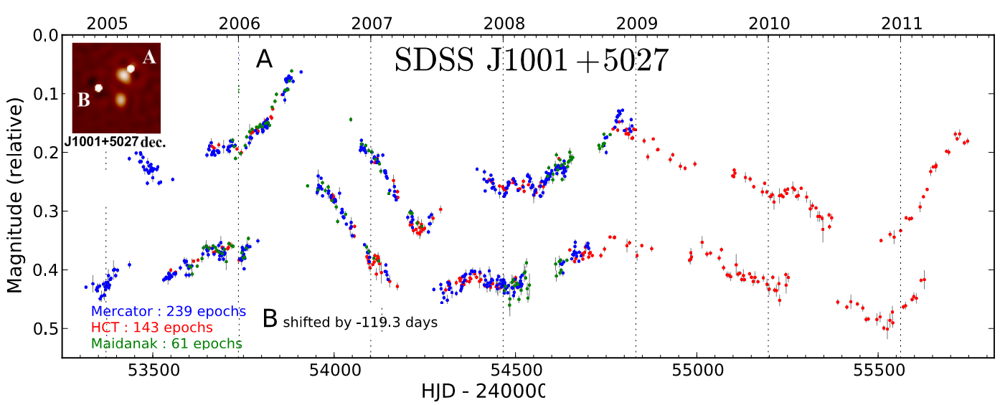 2005 2006 2007 2008 2009 2010 2011
SDSS J1001+5027
A
A
B
J1001+5027 dec.
0.0
0.1
0.2
0.3
0.4
0.5
Magnitude (relative)
Mercator : 239 epochs
HCT : 143 epochs
Maidanak : 61 epochs
B shifted by -119.3 days
53500 54000 54500 55000 55500
HJD - 240000